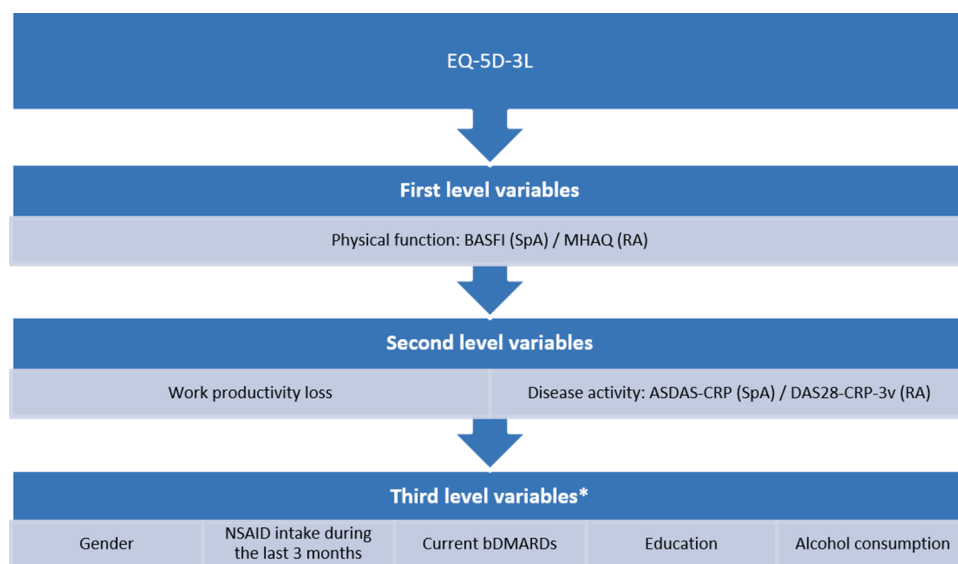 EQ-5D-3L
First level variables
Physical function: BASFI (SpA) / MHAQ (RA)
Second level variables
Work productivity loss
Disease activity: ASDAS-CRP (SpA) / DAS28-CRP-3v (RA)
Third level variables*
Gender
NSAID intake during
the last 3 months
Current bDMARDs
Education
Alcohol consumption